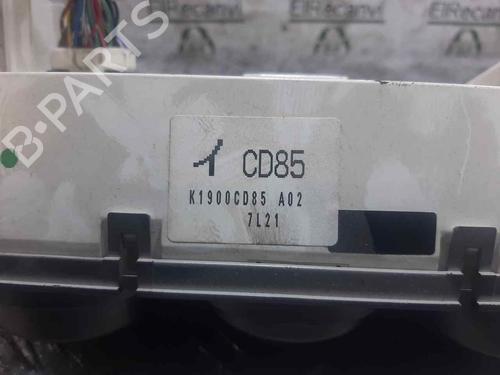 ElRecanvi
ElRecanvi
B-PARTS
CD85
K1900CD85 A02
7L21